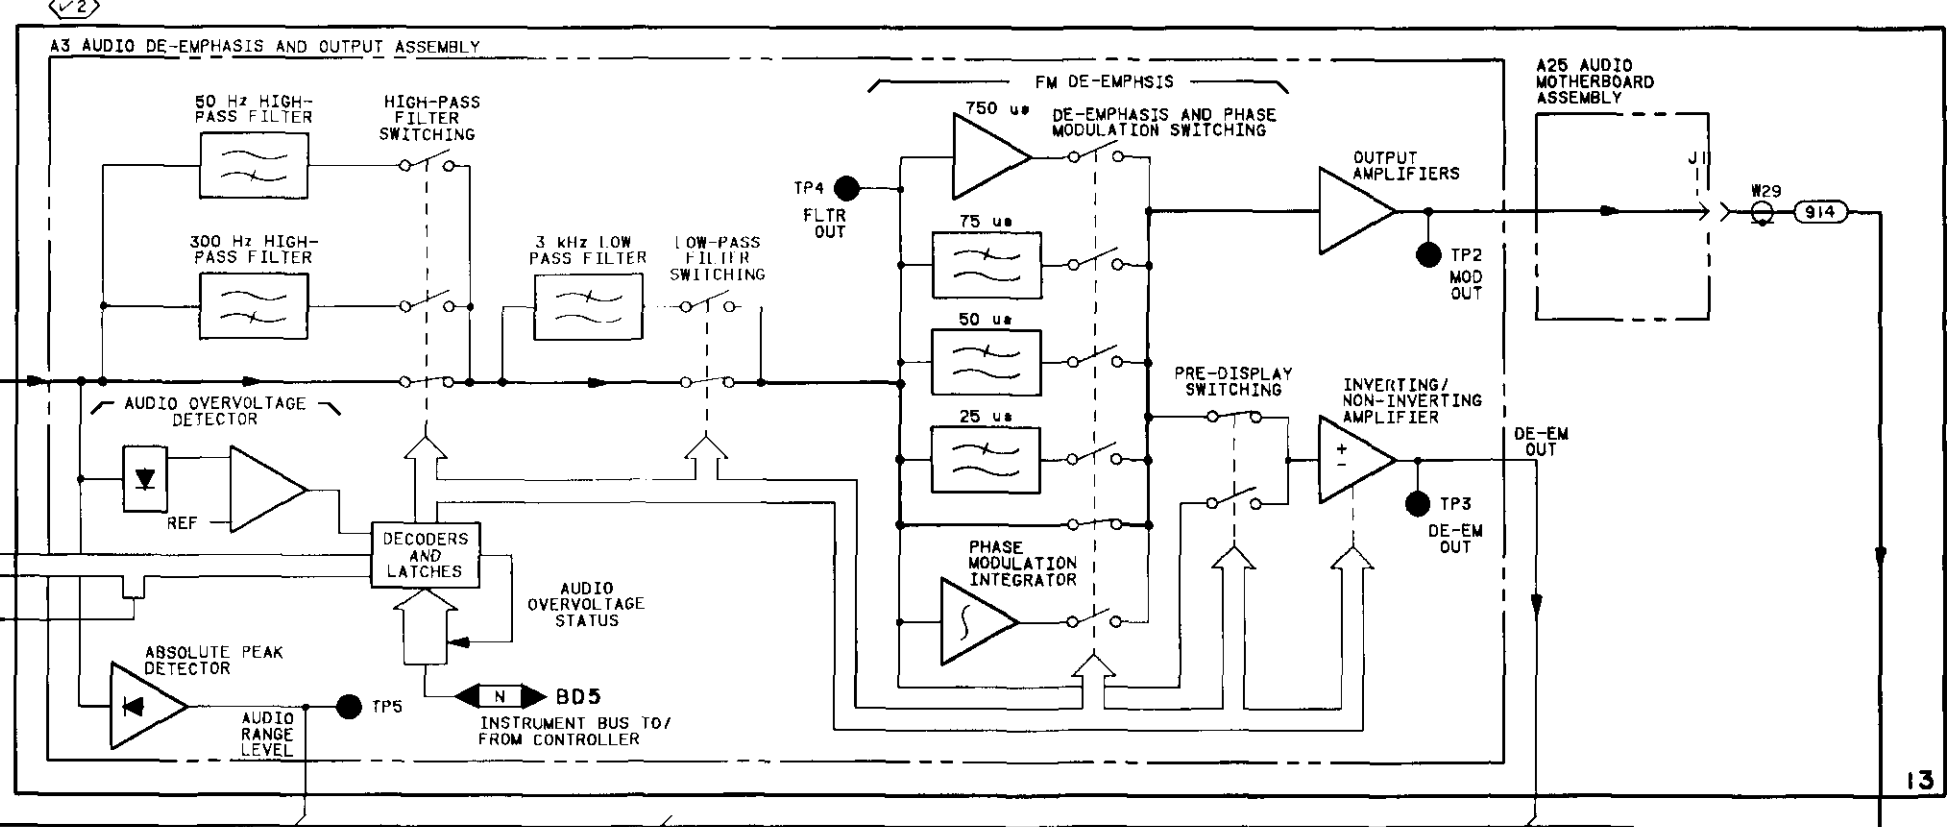 √2
A3 AUDIO DE-EMPHASIS AND OUTPUT ASSEMBLY
50 Hz HIGH-
PASS FILTER
HIGH-PASS
FILTER
SWITCHING
300 Hz HIGH-
PASS FILTER
3 kHz LOW
PASS FILTER
LOW-PASS
FILTER
SWITCHING
FM DE-EMPHSIS
750 us
DE-EMPHASIS AND PHASE
MODULATION SWITCHING
TP4
FLTR
OUT
75 us
50 us
25 us
PHASE
MODULATION
INTEGRATOR
OUTPUT
AMPLIFIERS
TP2
MOD
OUT
A25 AUDIO
MOTHERBOARD
ASSEMBLY
J1
W29
914
PRE-DISPLAY
SWITCHING
INVERTING/
NON-INVERTING
AMPLIFIER
+
-
DE-EM
OUT
TP3
DE-EM
OUT
AUDIO OVERVOLTAGE
DETECTOR
REF
DECODERS
AND
LATCHES
AUDIO
OVERVOLTAGE
STATUS
ABSOLUTE PEAK
DETECTOR
TP5
AUDIO
RANGE
LEVEL
N BD5
INSTRUMENT BUS TO/
FROM CONTROLLER
13